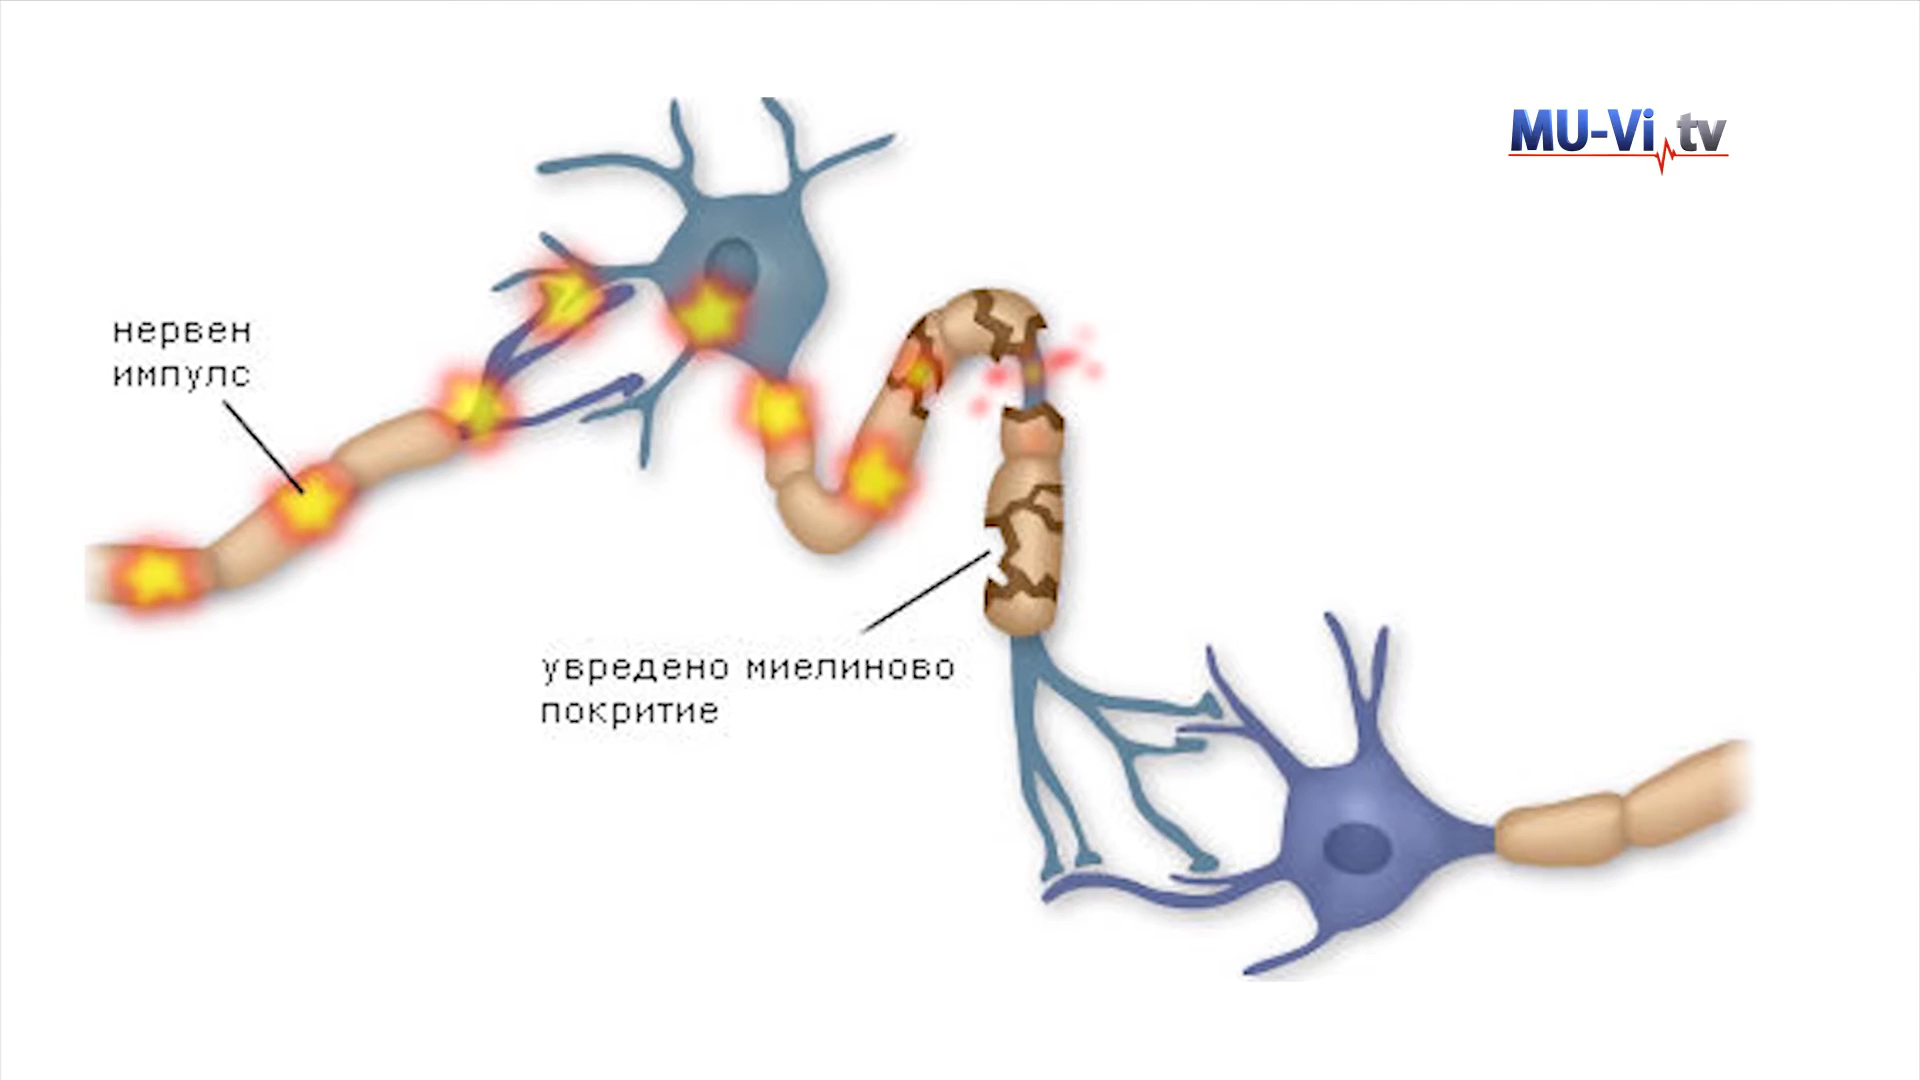 MU-Vi tv
нервен
импулс
увредено миелиново
покритие